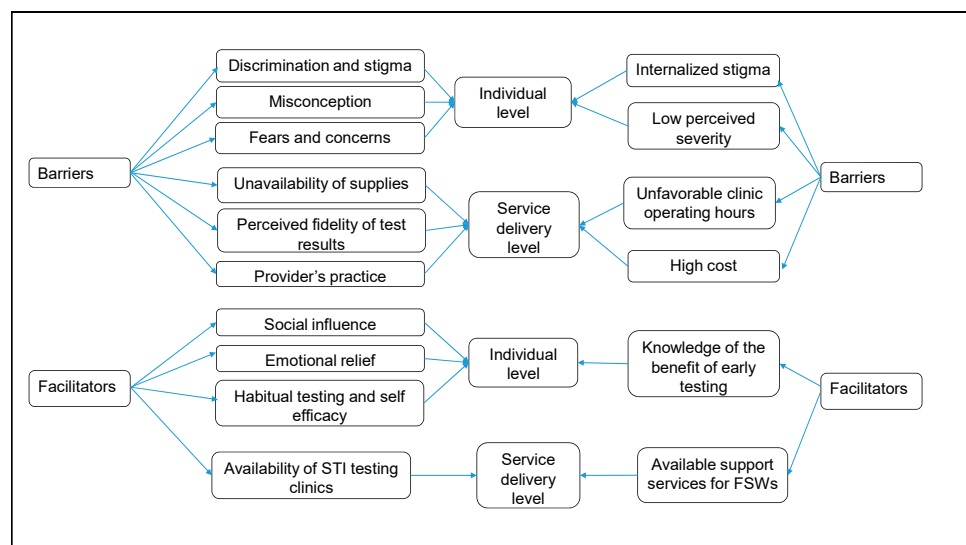 Barriers
Discrimination and stigma
Misconception
Fears and concerns
Unavailability of supplies
Perceived fidelity of test
results
Provider's practice
Individual
level
Service
delivery
level
Internalized stigma
Low perceived
severity
Unfavorable clinic
operating hours
High cost
Barriers
Facilitators
Social influence
Emotional relief
Habitual testing and self
efficacy
Availability of STI testing
clinics
Individual
level
Service
delivery
level
Knowledge of the
benefit of early
testing
Available support
services for FSWs
Facilitators